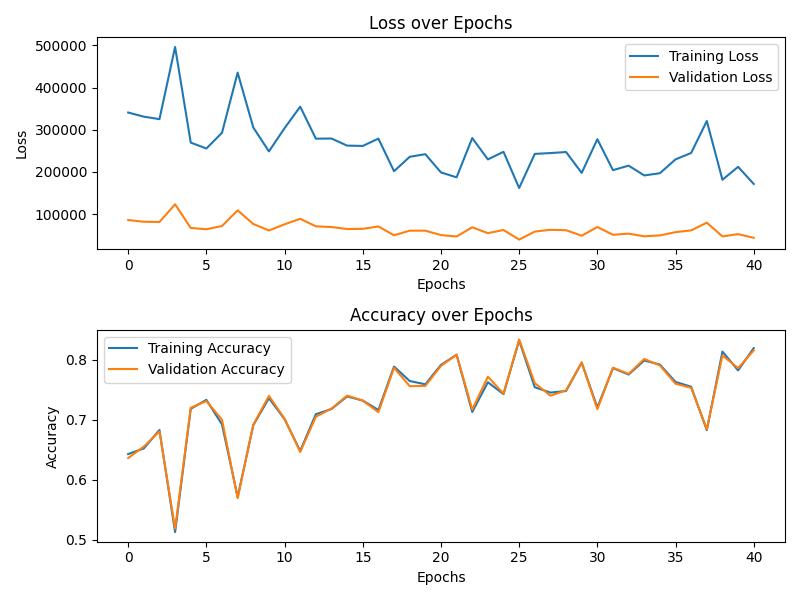 Loss over Epochs
500000
400000
300000
200000
100000
Loss
Training Loss
Validation Loss
0 5 10 15 20 25 30 35 40
Epochs
Accuracy over Epochs
0.8
0.7
0.6
0.5
Accuracy
Training Accuracy
Validation Accuracy
0 5 10 15 20 25 30 35 40
Epochs